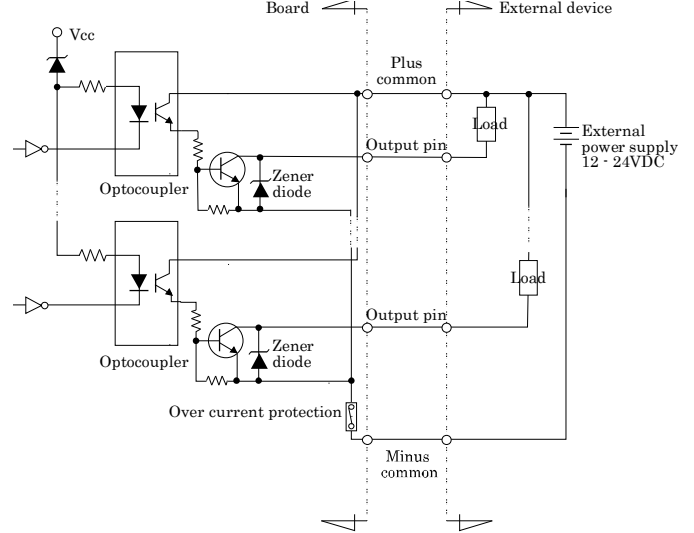 Board
External device
Vcc
Plus
common
Load
External
power supply
12 - 24VDC
Output pin
Zener
diode
Optocoupler
Load
Output pin
Zener
diode
Optocoupler
Over current protection
Minus
common